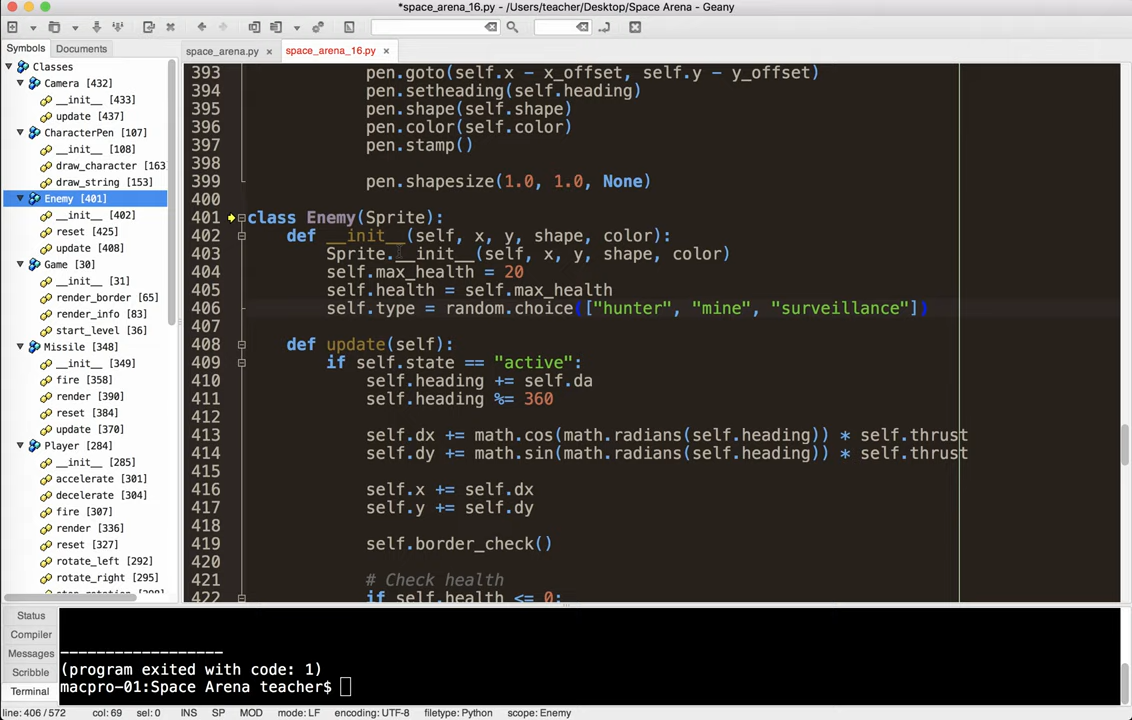 *space_arena_16.py - /Users/teacher/Desktop/Space Arena - Geany
Symbols Documents
space_arena.py × space_arena_16.py ×
Classes
Camera [432]
__init__ [433]
update [437]
CharacterPen [107]
__init__ [108]
draw_character [163
draw_string [153]
Enemy [401]
__init__ [402]
reset [425]
update [408]
Game [30]
__init__ [31]
render_border [65]
render_info [83]
start_level [36]
Missile [348]
__init__ [349]
fire [358]
render [390]
reset [384]
update [370]
Player [284]
__init__ [285]
accelerate [301]
decelerate [304]
fire [307]
render [336]
reset [327]
rotate_left [292]
rotate_right [295]
393 pen.goto(self.x - x_offset, self.y - y_offset)
394 pen.setheading(self.heading)
395 pen.shape(self.shape)
396 pen.color(self.color)
397 pen.stamp()
398
399 pen.shapesize(1.0, 1.0, None)
400
401 class Enemy(Sprite):
402 def __init__(self, x, y, shape, color):
403 Sprite.__init__(self, x, y, shape, color)
404 self.max_health = 20
405 self.health = self.max_health
406 self.type = random.choice(["hunter", "mine", "surveillance"])
407
408 def update(self):
409 if self.state == "active":
410 self.heading += self.da
411 self.heading %= 360
412
413 self.dx += math.cos(math.radians(self.heading)) * self.thrust
414 self.dy += math.sin(math.radians(self.heading)) * self.thrust
415
416 self.x += self.dx
417 self.y += self.dy
418
419 self.border_check()
420
421 # Check health
422 if self.health <= 0:
Status
Compiler
Messages
Scribble
Terminal
------------------
(program exited with code: 1)
macpro-01:Space Arena teacher$
line: 406 / 572 col: 69 sel: 0 INS SP MOD mode: LF encoding: UTF-8 filetype: Python scope: Enemy